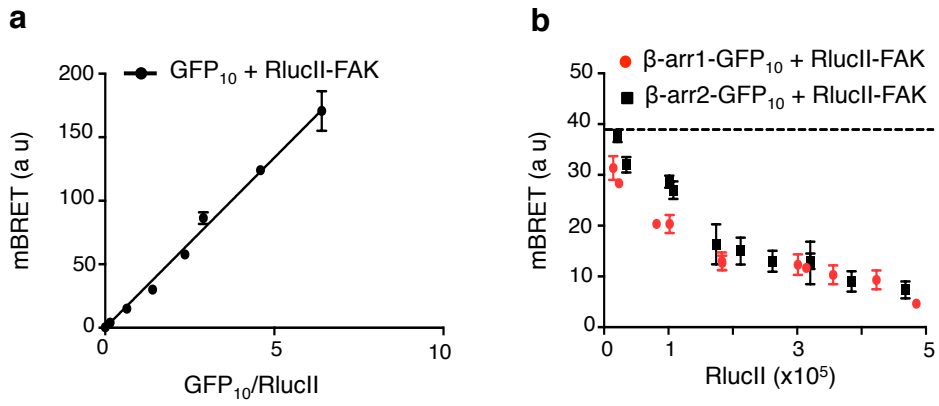 a
GFP₁₀ + RlucII-FAK
mBRET (a u)
200
150
100
50
0
0
5
10
GFP₁₀/RlucII
b
β-arr1-GFP₁₀ + RlucII-FAK
β-arr2-GFP₁₀ + RlucII-FAK
mBRET (a u)
50
40
30
20
10
0
0
1
3
5
RlucII (x10⁵)